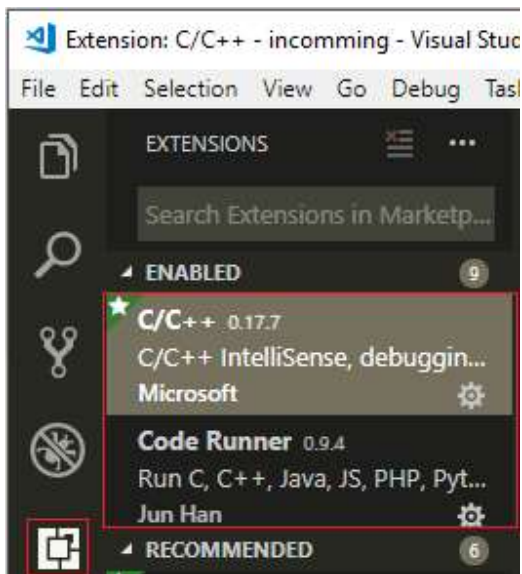 Extension: C/C++ - incomming - Visual Stud
File Edit Selection View Go Debug Tas
EXTENSIONS
Search Extensions in Marketp...
ENABLED 9
C/C++ 0.17.7
C/C++ IntelliSense, debuggin...
Microsoft
Code Runner 0.9.4
Run C, C++, Java, JS, PHP, Pyt...
Jun Han
RECOMMENDED 6